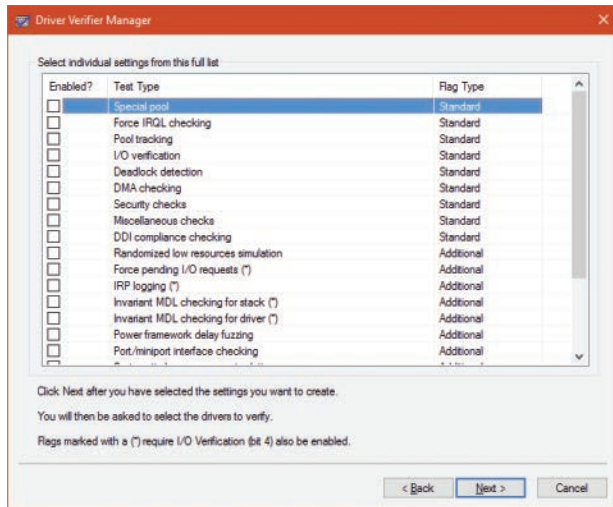 Driver Verifier Manager
Select individual settings from this full list
Enabled? Test Type Flag Type
Special pool Standard
Force IRQL checking Standard
Pool tracking Standard
I/O verification Standard
Deadlock detection Standard
DMA checking Standard
Security checks Standard
Miscellaneous checks Standard
DDI compliance checking Standard
Randomized low resources simulation Additional
Force pending I/O requests (*) Additional
IRP logging (*) Additional
Invariant MDL checking for stack (*) Additional
Invariant MDL checking for driver (*) Additional
Power framework delay fuzzing Additional
Port/miniport interface checking Additional
Click Next after you have selected the settings you want to create.
You will then be asked to select the drivers to verify.
Flags marked with a (*) require I/O Verification (bit 4) also be enabled.
< Back Next > Cancel